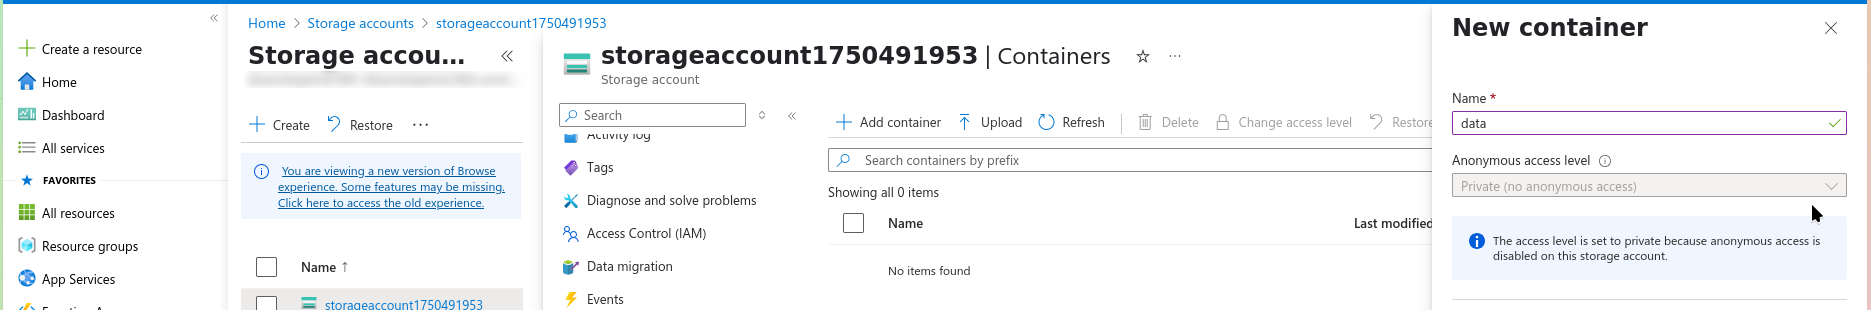 Create a resource
Home
Dashboard
All services
FAVORITES
All resources
Resource groups
App Services
Home > Storage accounts > storageaccount1750491953
Storage accou...
Create
Restore
You are viewing a new version of Browse
experience. Some features may be missing.
Click here to access the old experience.
Name ↑
storageaccount1750491953
storageaccount1750491953 | Containers
Storage account
Search
Activity log
Tags
Diagnose and solve problems
Access Control (IAM)
Data migration
Events
Add container
Upload
Refresh
Delete
Change access level
Restore
Search containers by prefix
Showing all 0 items
Name
Last modified
No items found
New container
Name *
data
Anonymous access level
Private (no anonymous access)
The access level is set to private because anonymous access is
disabled on this storage account.